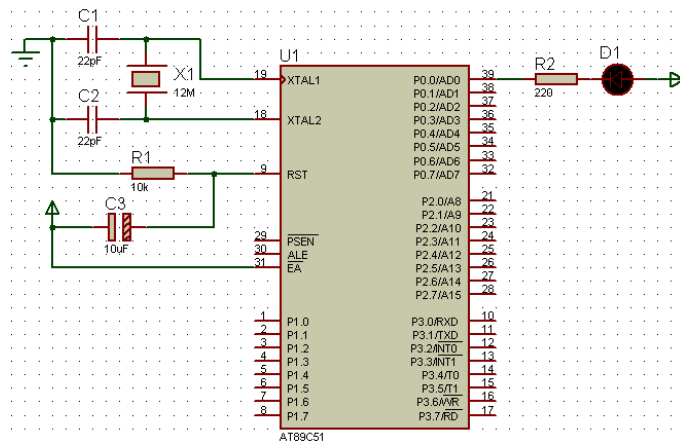 C1
22pF
X1
12M
C2
22pF
R1
10k
C3
10uF
U1
19 XTAL1
18 XTAL2
9 RST
29 PSEN
30 ALE
31 EA
1 P1.0
2 P1.1
3 P1.2
4 P1.3
5 P1.4
6 P1.5
7 P1.6
8 P1.7
P0.0/AD0 39
P0.1/AD1 38
P0.2/AD2 37
P0.3/AD3 36
P0.4/AD4 35
P0.5/AD5 34
P0.6/AD6 33
P0.7/AD7 32
P2.0/A8 21
P2.1/A9 22
P2.2/A10 23
P2.3/A11 24
P2.4/A12 25
P2.5/A13 26
P2.6/A14 27
P2.7/A15 28
P3.0/RXD 10
P3.1/TXD 11
P3.2/INT0 12
P3.3/INT1 13
P3.4/T0 14
P3.5/T1 15
P3.6/WR 16
P3.7/RD 17
AT89C51
R2
220
D1